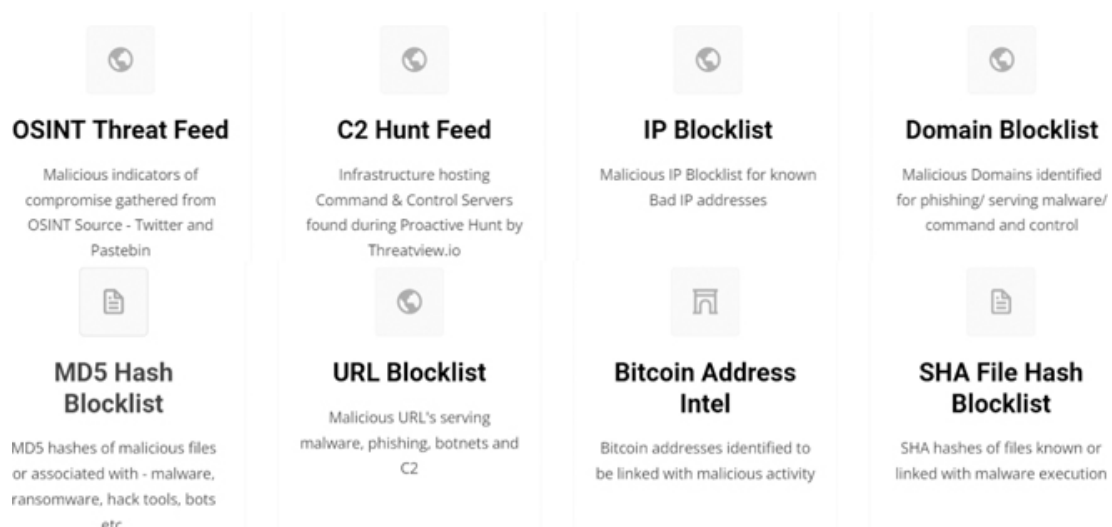 OSINT Threat Feed
Malicious indicators of
compromise gathered from
OSINT Source - Twitter and
Pastebin
C2 Hunt Feed
Infrastructure hosting
Command & Control Servers
found during Proactive Hunt by
Threatview.io
IP Blocklist
Malicious IP Blocklist for known
Bad IP addresses
Domain Blocklist
Malicious Domains identified
for phishing/ serving malware/
command and control
MD5 Hash
Blocklist
MD5 hashes of malicious files
or associated with - malware,
ransomware, hack tools, bots
etc
URL Blocklist
Malicious URL's serving
malware, phishing, botnets and
C2
Bitcoin Address
Intel
Bitcoin addresses identified to
be linked with malicious activity
SHA File Hash
Blocklist
SHA hashes of files known or
linked with malware execution